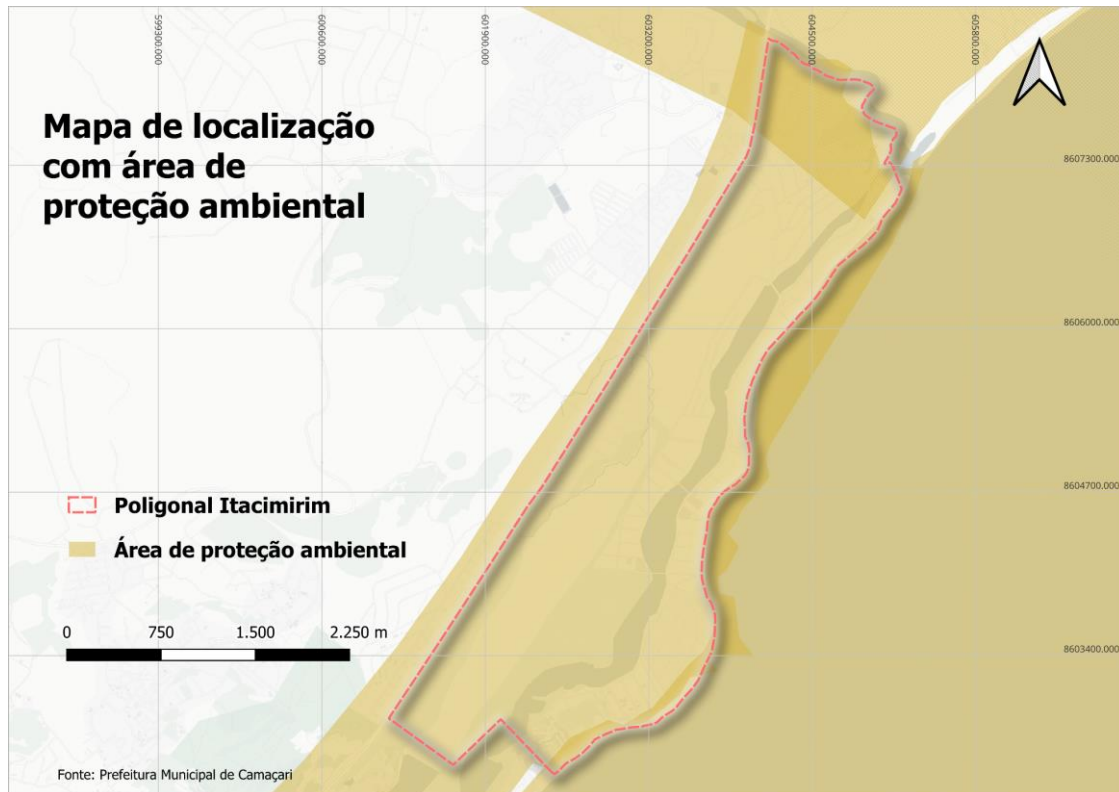 599300.000
600600.000
601900.000
603200.000
604500.000
605800.000
Mapa de localização
com área de
proteção ambiental
8607300.000
8606000.000
8604700.000
8603400.000
Poligonal Itacimirim
Área de proteção ambiental
0 750 1.500 2.250 m
Fonte: Prefeitura Municipal de Camaçari